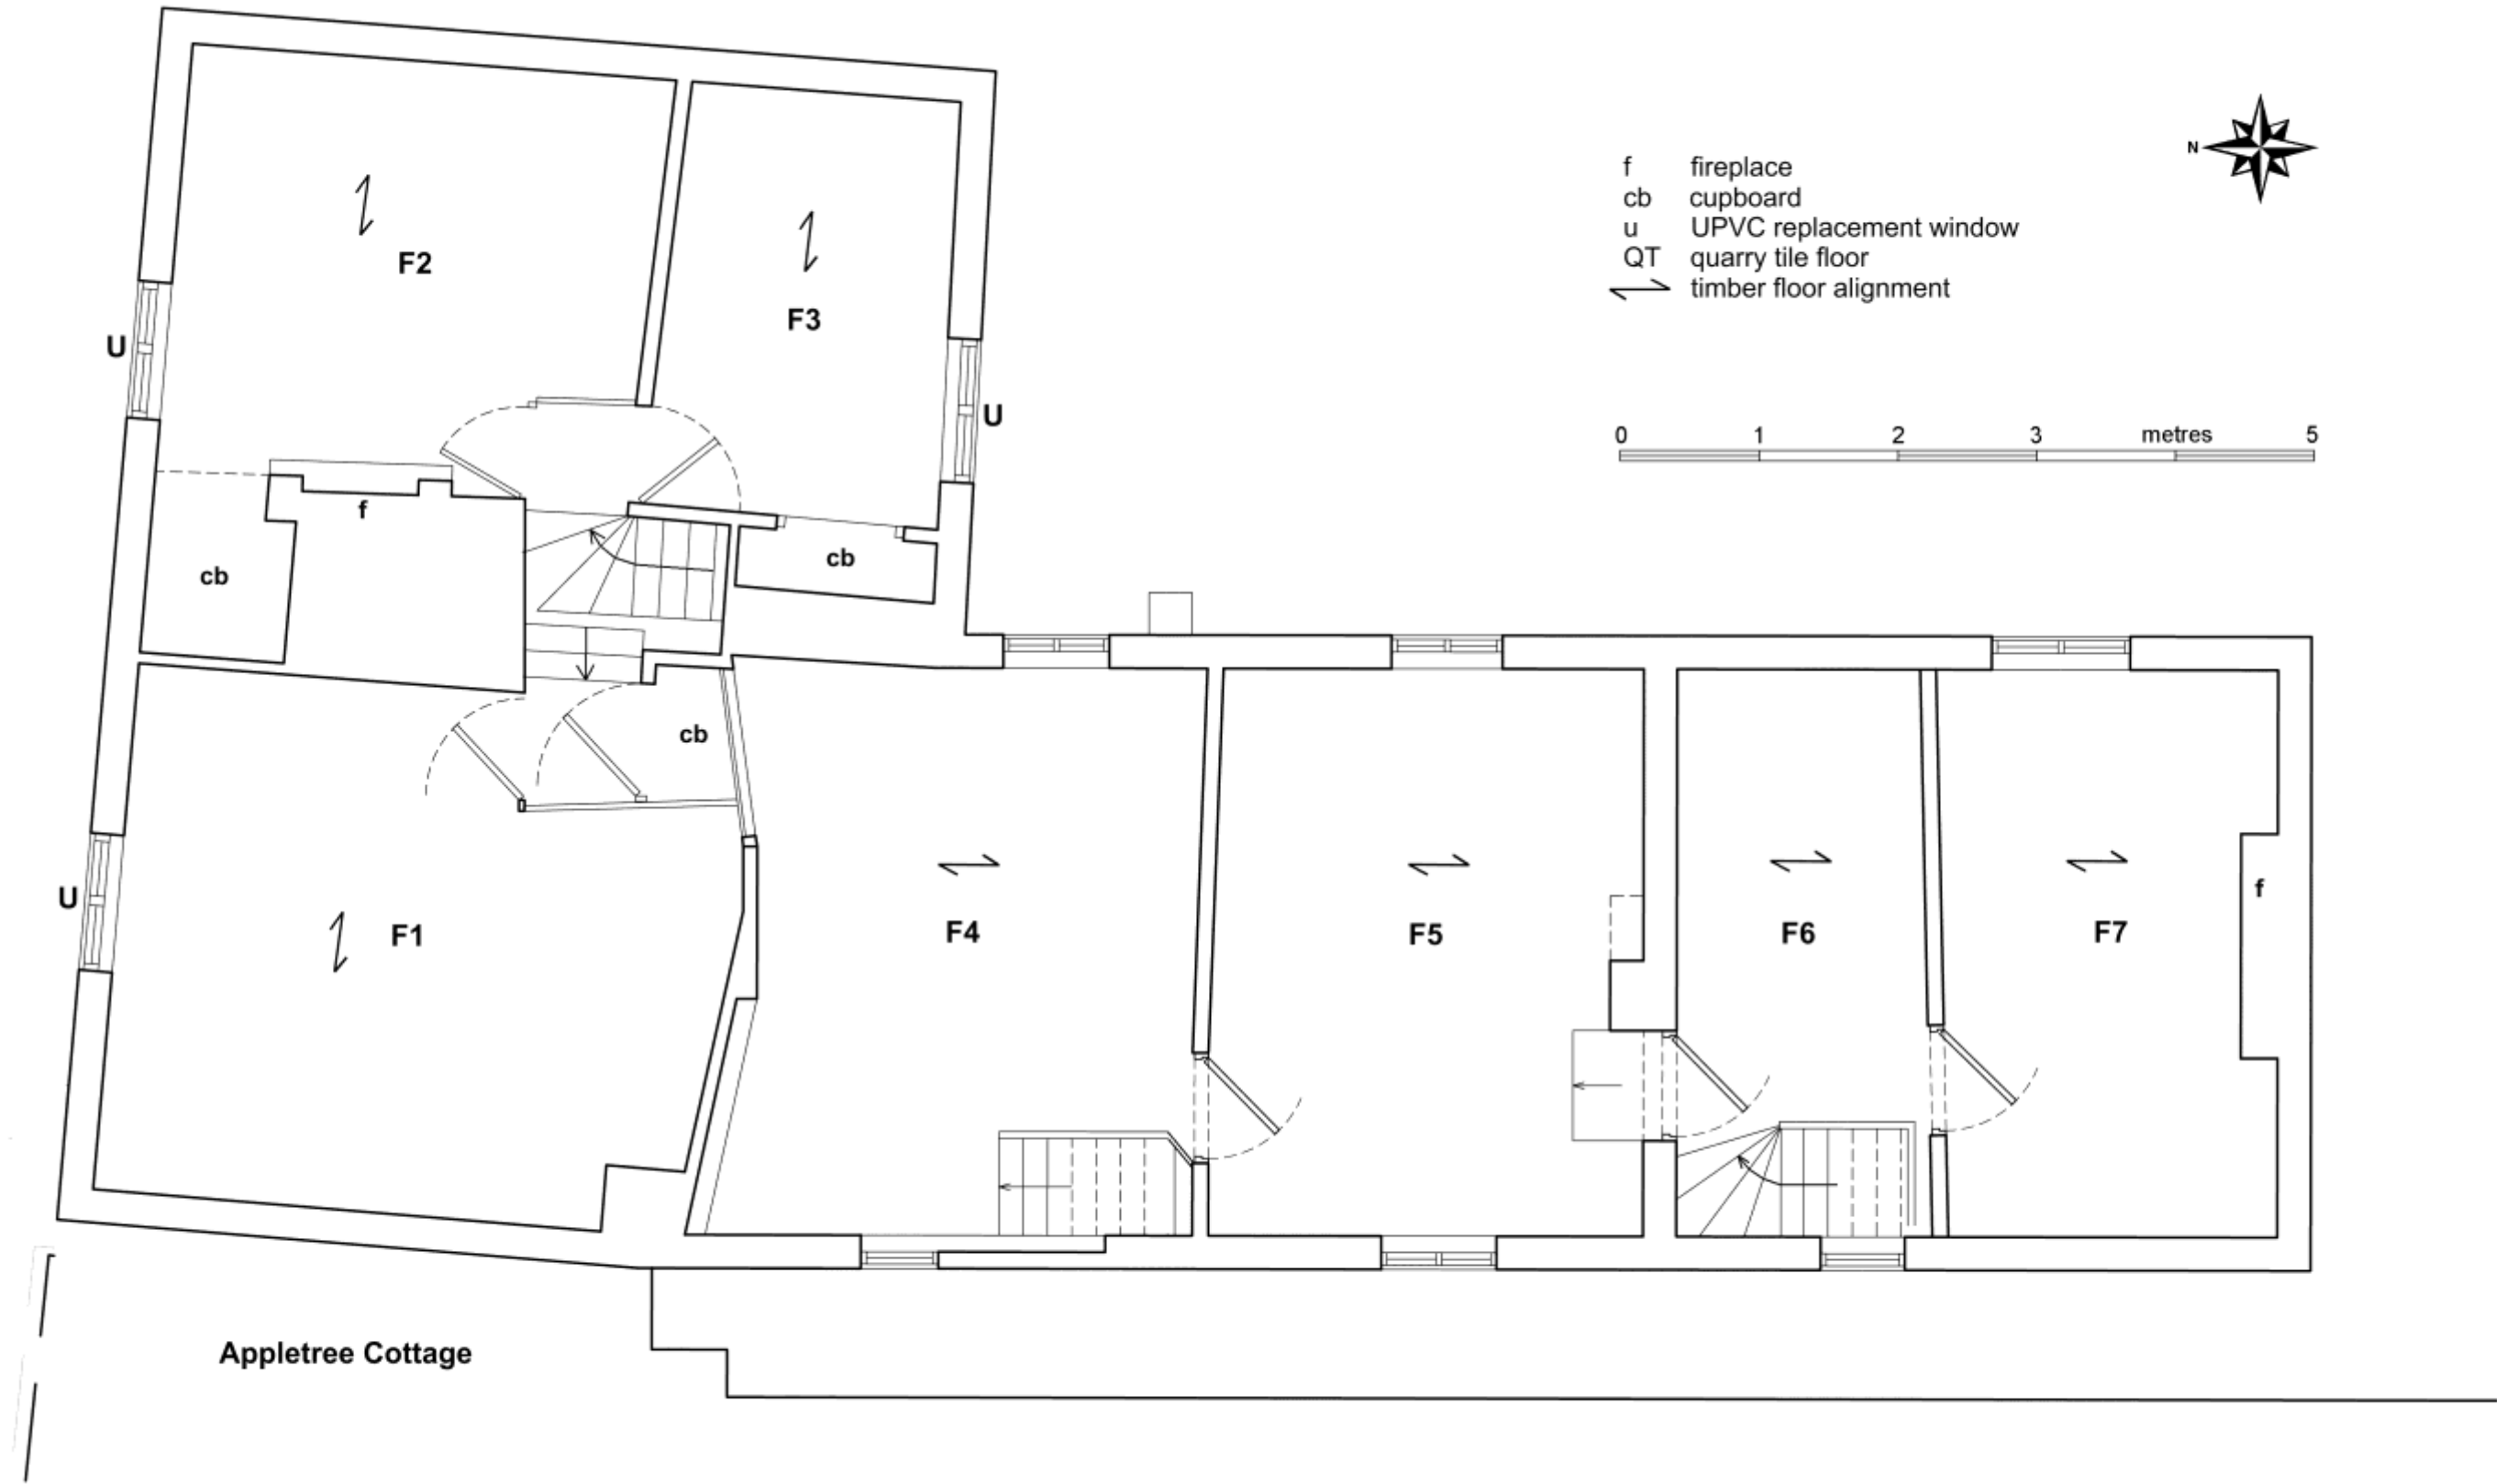 N
f fireplace
cb cupboard
u UPVC replacement window
QT quarry tile floor
timber floor alignment
F2
F3
U
U
0 1 2 3 metres 5
f
cb
cb
cb
U
F1
F4
F5
F6
F7
f
Appletree Cottage